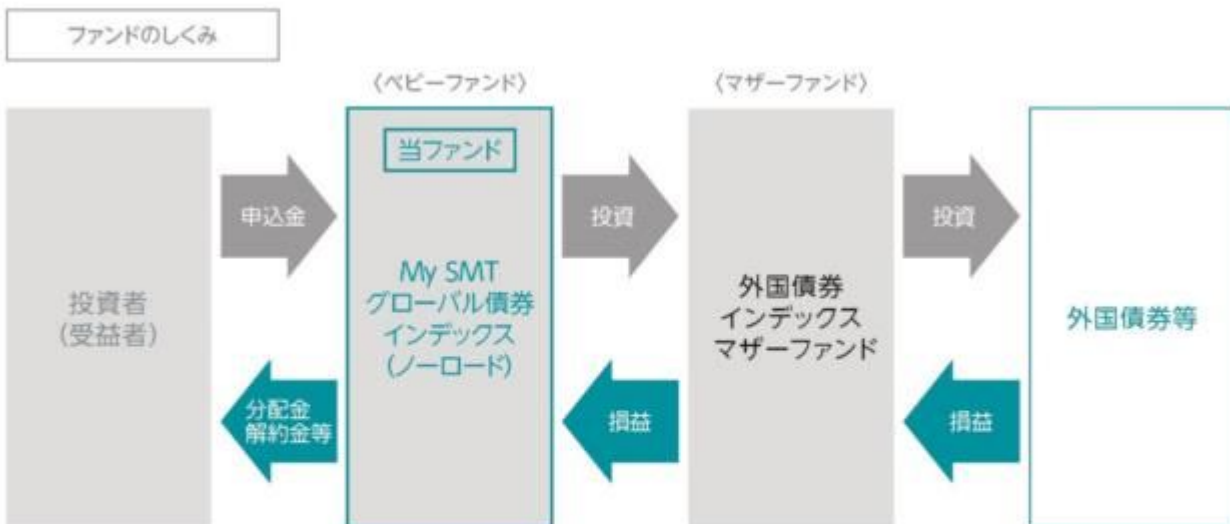 ファンドのしくみ
〈ベビーファンド〉
〈マザーファンド〉
当ファンド
申込金
投資
投資
投資者
(受益者)
My SMT
グローバル債券
インデックス
(ノーロード)
外国債券
インデックス
マザーファンド
外国債券等
分配金
解約金等
損益
損益